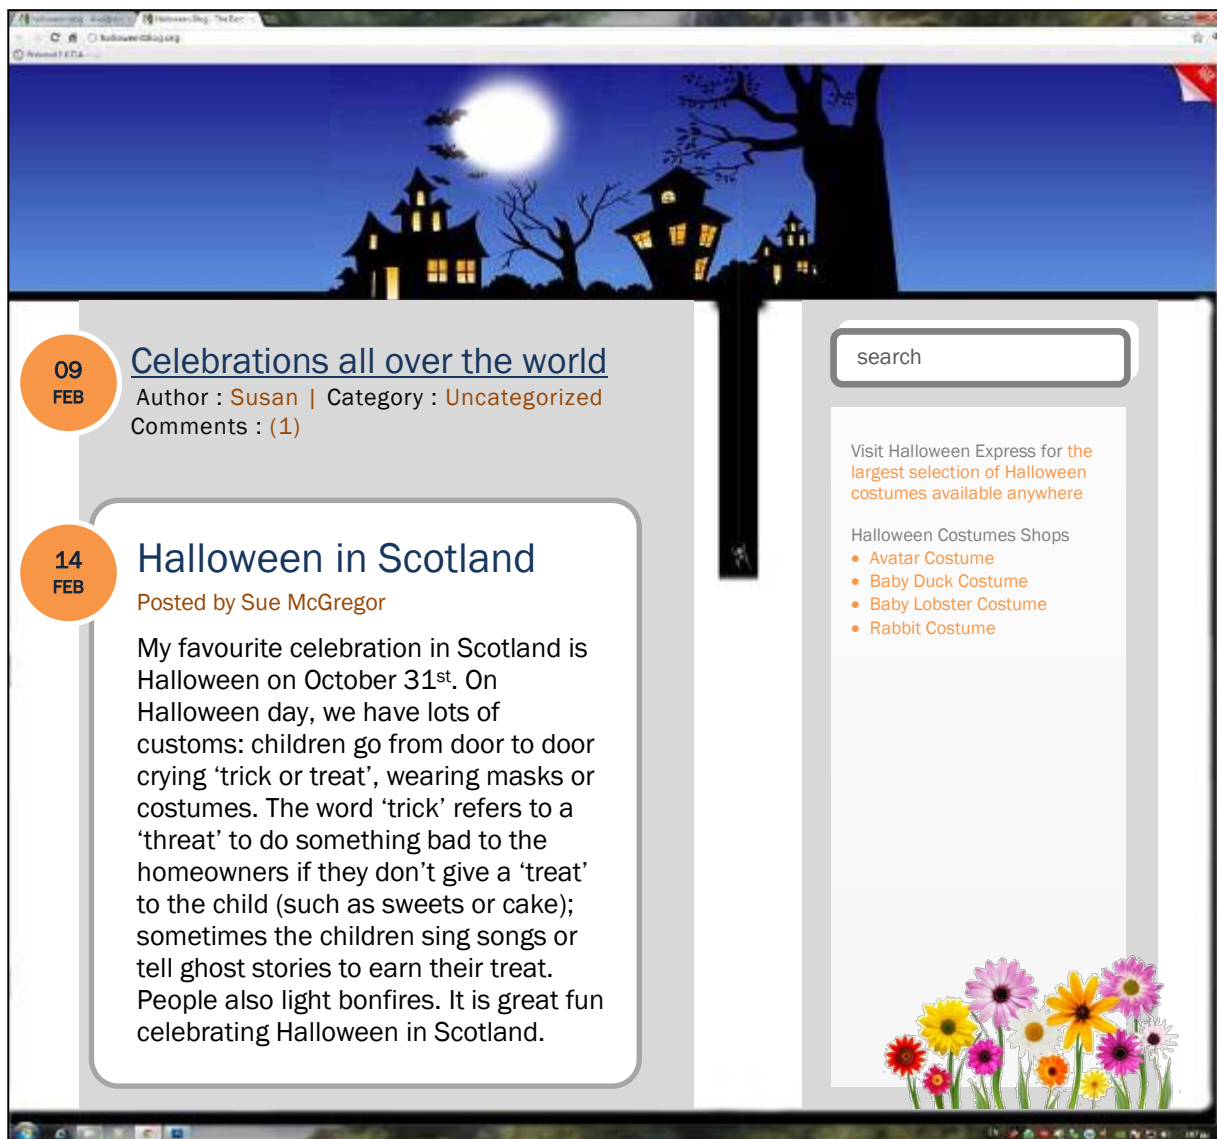 Halloween Blog - The Best
halloweenblog.org
09
FEB
Celebrations all over the world
Author : Susan | Category : Uncategorized
Comments : (1)
14
FEB
Halloween in Scotland
Posted by Sue McGregor
My favourite celebration in Scotland is
Halloween on October 31st. On
Halloween day, we have lots of
customs: children go from door to door
crying ‘trick or treat’, wearing masks or
costumes. The word ‘trick’ refers to a
‘threat’ to do something bad to the
homeowners if they don’t give a ‘treat’
to the child (such as sweets or cake);
sometimes the children sing songs or
tell ghost stories to earn their treat.
People also light bonfires. It is great fun
celebrating Halloween in Scotland.
search
Visit Halloween Express for the
largest selection of Halloween
costumes available anywhere
Halloween Costumes Shops
• Avatar Costume
• Baby Duck Costume
• Baby Lobster Costume
• Rabbit Costume